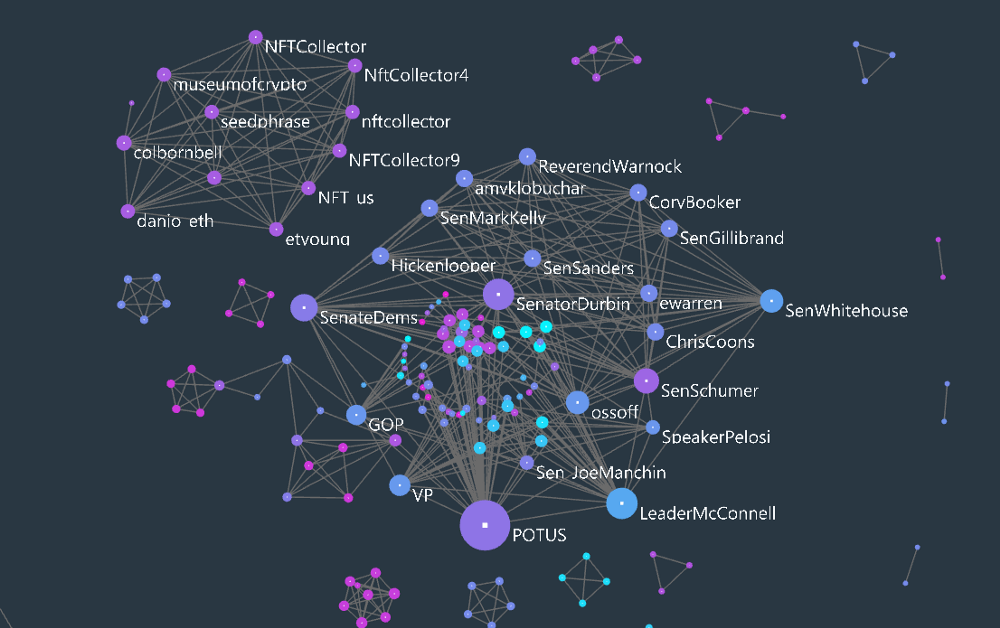 NFTCollector
NftCollector4
museumofcrypto
seedphrase
nftcollector
colbornbell
NFTCollector9
NFT_us
danio_eth
etyoung
ReverendWarnock
amyklobuchar
CoryBooker
SenMarkKelly
SenGillibrand
Hickenlooper
SenSanders
SenatorDurbin
ewarren
SenWhitehouse
SenateDems
ChrisCoons
SenSchumer
ossoff
GOP
SpeakerPelosi
Sen_JoeManchin
VP
LeaderMcConnell
POTUS